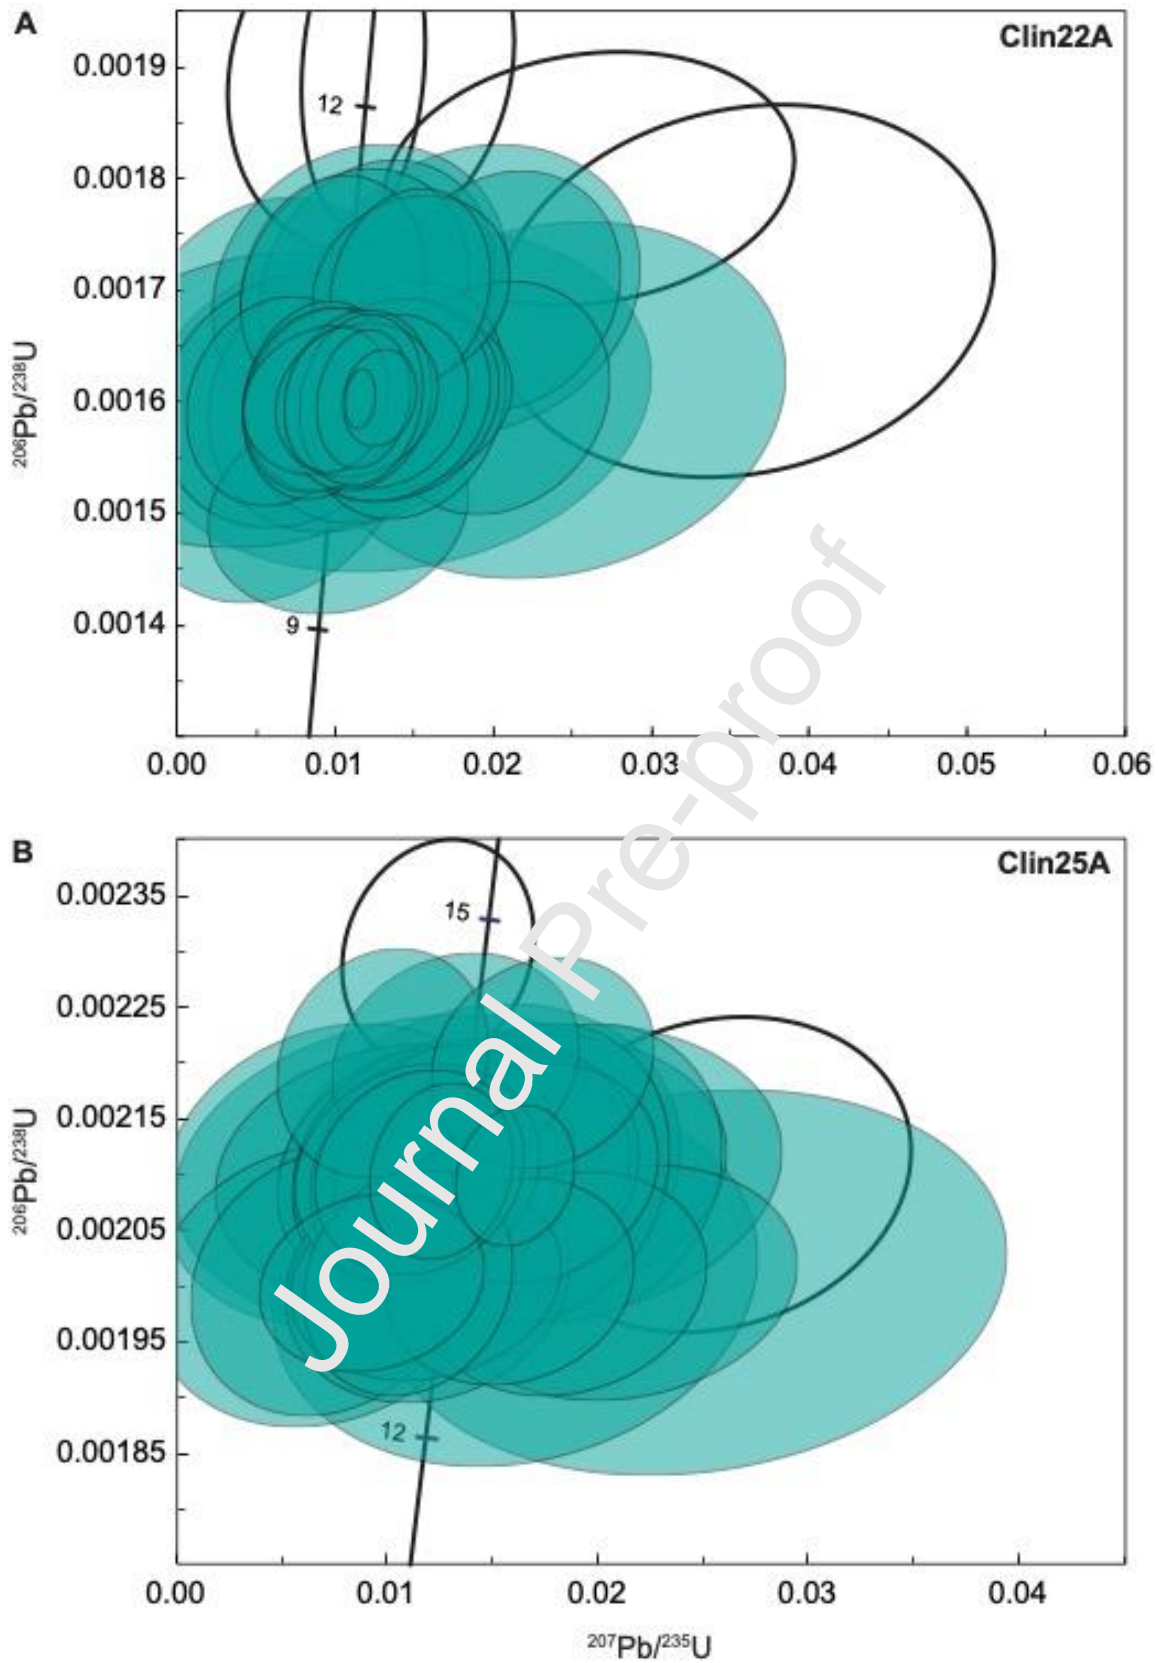 A
Clin22A
0.0019
12
0.0018
0.0017
0.0016
0.0015
0.0014
9
²⁰⁶Pb/²³⁸U
0.00 0.01 0.02 0.03 0.04 0.05 0.06
B
Clin25A
0.00235
15
0.00225
0.00215
0.00205
0.00195
0.00185
12
²⁰⁶Pb/²³⁸U
0.00 0.01 0.02 0.03 0.04
²⁰⁷Pb/²³⁵U
Journal Pre-proof